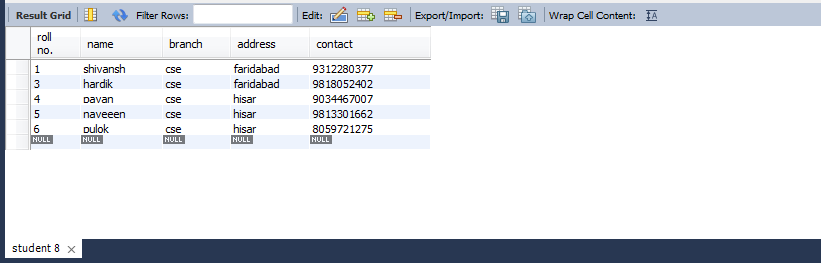 Result Grid Filter Rows: Edit: Export/Import: Wrap Cell Content: IA
roll no. name branch address contact
1 shivansh cse faridabad 9312280377
3 hardik cse faridabad 9818052402
4 pavan cse hisar 9034467007
5 naveeen cse hisar 9813301662
6 pulok cse hisar 8059721275
NULL NULL NULL NULL NULL
student 8 ×